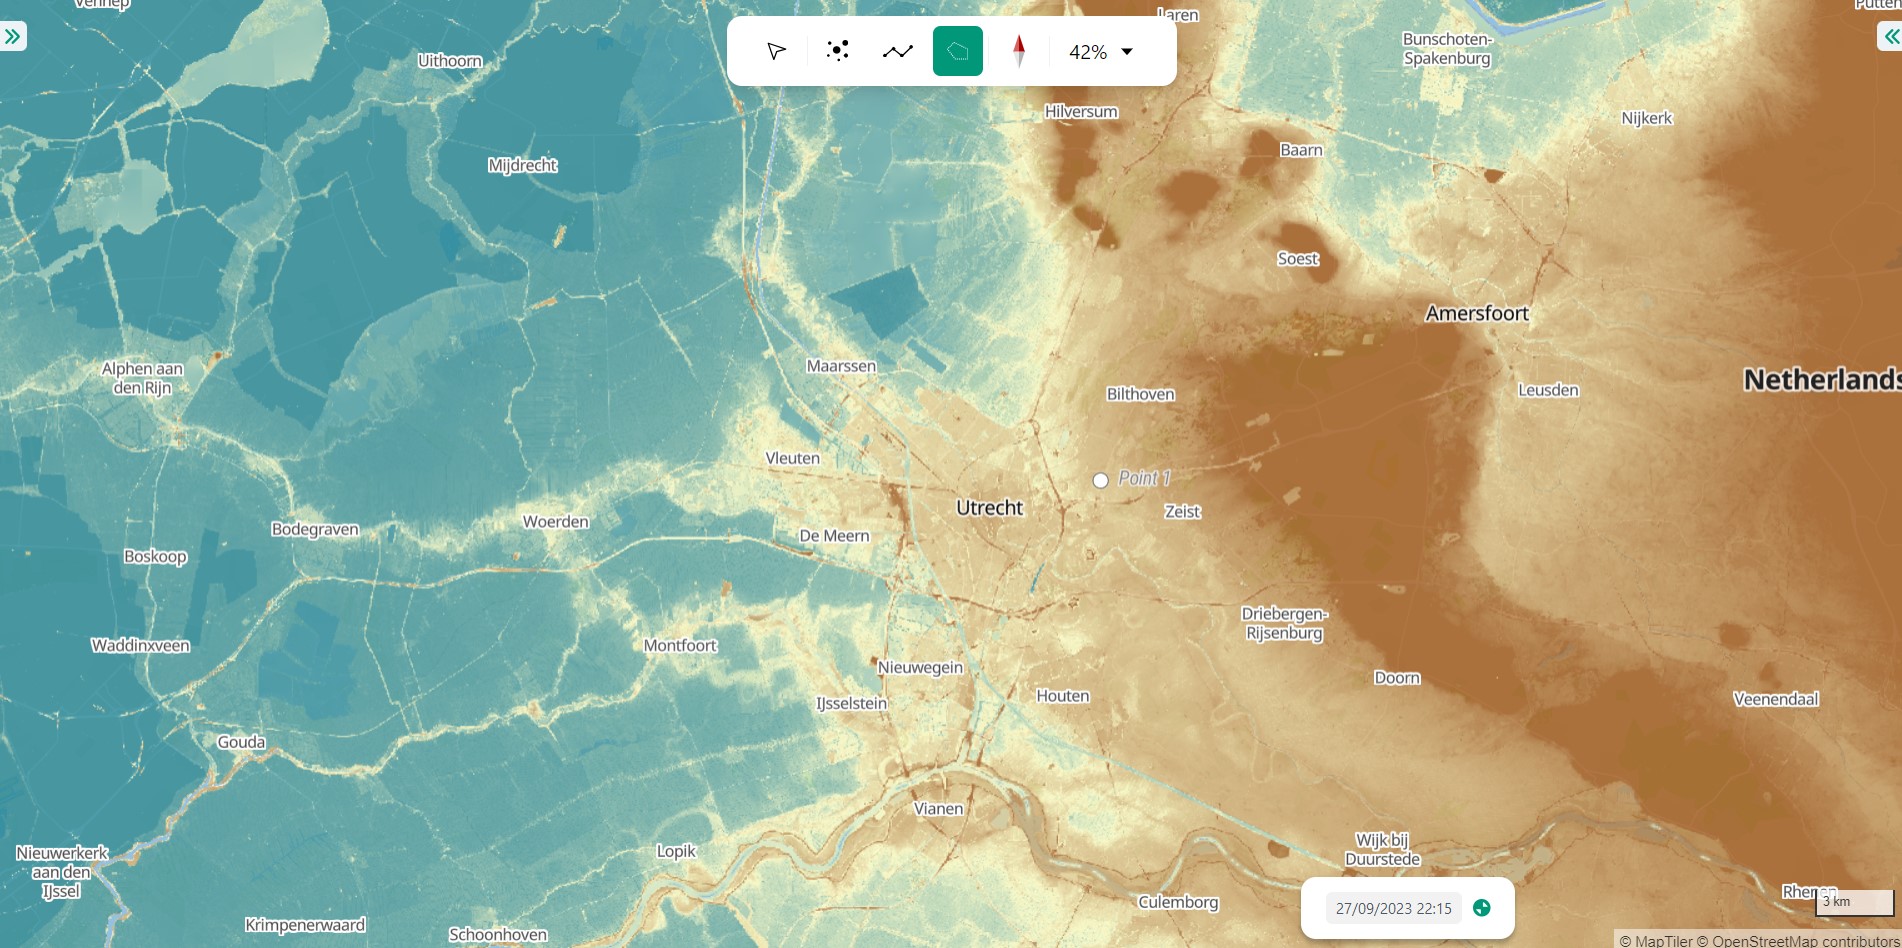 Vennep
Laren
Putten
Uithoorn
42%
Bunschoten-
Spakenburg
Hilversum
Nijkerk
Baarn
Mijdrecht
Soest
Amersfoort
Maarssen
Alphen aan
den Rijn
Netherlands
Bilthoven
Leusden
Vleuten
Point 1
Utrecht
Zeist
Woerden
Bodegraven
De Meern
Boskoop
Driebergen-
Rijsenburg
Waddinxveen
Montfoort
Nieuwegein
Doorn
Houten
Veenendaal
IJsselstein
Gouda
Vianen
Wijk bij
Duurstede
Lopik
Nieuwerkerk
aan den
IJssel
Rhenen
3 km
Culemborg
27/09/2023 22:15
Krimpenerwaard
Schoonhoven
© MapTiler © OpenStreetMap contributors